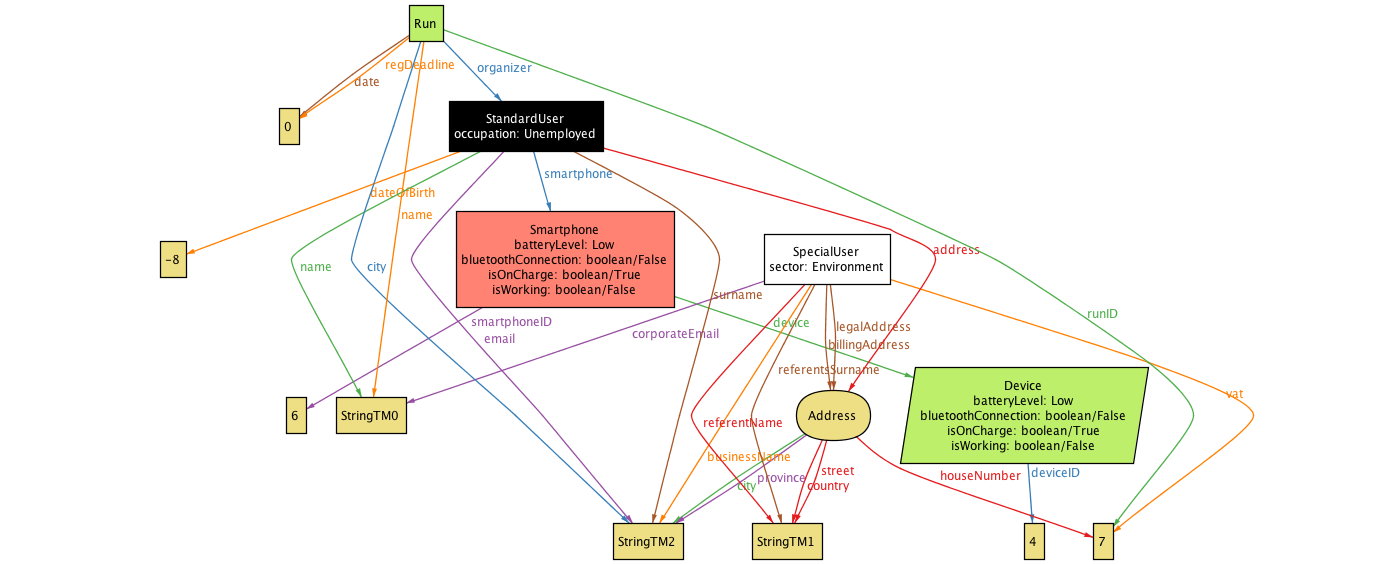 Run
regDeadline
organizer
date
0
StandardUser
occupation: Unemployed
smartphone
dateOfBirth
name
Smartphone
batteryLevel: Low
bluetoothConnection: boolean/False
isOnCharge: boolean/True
isWorking: boolean/False
SpecialUser
sector: Environment
address
-8
name
city
surname
runID
smartphoneID
device
legalAddress
email
corporateEmail
billingAddress
referentsSurname
Device
batteryLevel: Low
bluetoothConnection: boolean/False
isOnCharge: boolean/True
isWorking: boolean/False
vat
6
StringTM0
Address
referentName
businessName
street
city
province
country
houseNumber
deviceID
StringTM2
StringTM1
4
7